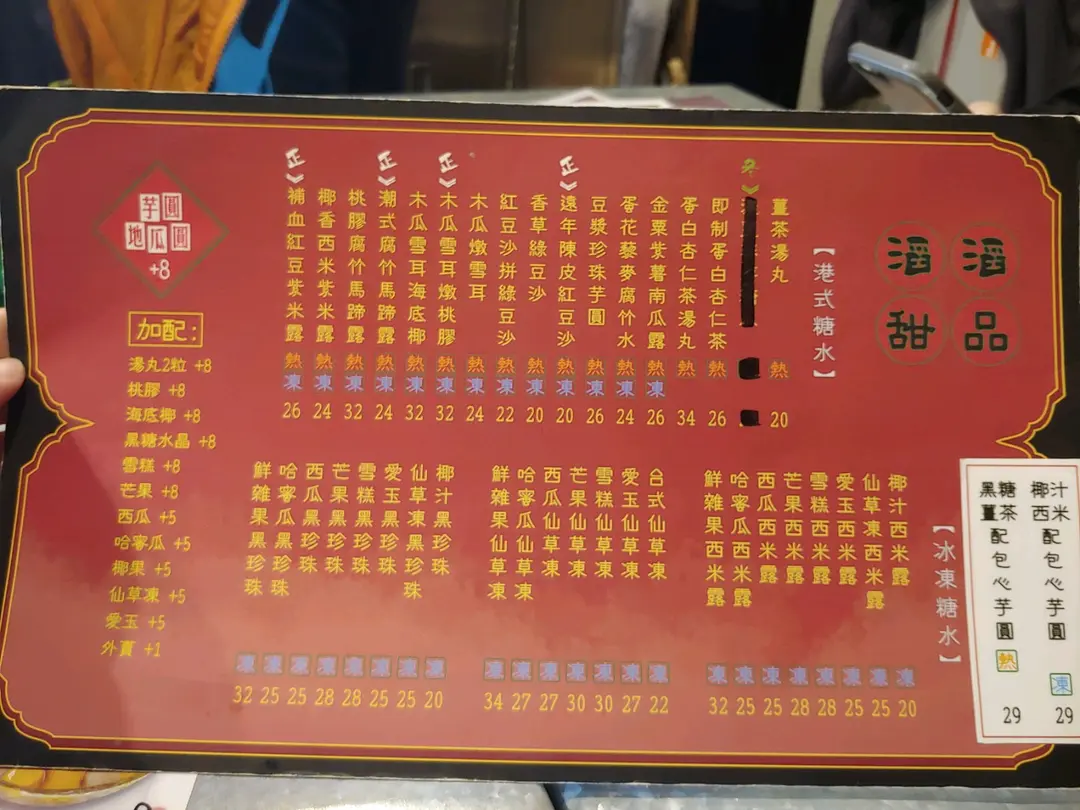 滔滔
甜品
【港式糖水】
薑茶湯丸 熱 20
冬
即制蛋白杏仁茶 熱 26
蛋白杏仁茶湯丸 熱 34
金粟紫薯南瓜露 熱 凍 26
蛋花藜麥腐竹水 熱 凍 24
豆漿珍珠芋圓 熱 凍 26
正 遠年陳皮紅豆沙 熱 凍 20
香草綠豆沙 熱 凍 20
紅豆沙拼綠豆沙 熱 凍 22
木瓜燉雪耳 熱 凍 24
正 木瓜雪耳燉桃膠 熱 凍 32
木瓜雪耳海底椰 熱 凍 32
正 潮式腐竹馬蹄露 熱 凍 24
桃膠腐竹馬蹄露 熱 凍 32
椰香西米紫米露 熱 凍 24
正 補血紅豆紫米露 熱 凍 26
椰汁西米配包心芋圓 凍 29
黑糖薑茶配包心芋圓 熱 29
【冰凍糖水】
椰汁西米露 凍 20
仙草凍西米露 凍 25
愛玉西米露 凍 25
雪糕西米露 凍 28
芒果西米露 凍 28
西瓜西米露 凍 25
哈蜜瓜西米露 凍 25
鮮雜果西米露 凍 32
台式仙草凍 凍 22
愛玉仙草凍 凍 27
雪糕仙草凍 凍 30
芒果仙草凍 凍 30
西瓜仙草凍 凍 27
哈蜜瓜仙草凍 凍 27
鮮雜果仙草凍 凍 34
椰汁黑珍珠 凍 20
仙草凍黑珍珠 凍 25
愛玉黑珍珠 凍 25
雪糕黑珍珠 凍 28
芒果黑珍珠 凍 28
西瓜黑珍珠 凍 25
哈蜜瓜黑珍珠 凍 25
鮮雜果黑珍珠 凍 32
芋圓
地瓜圓
+8
加配：
湯丸2粒 +8
桃膠 +8
海底椰 +8
黑糖水晶 +8
雪糕 +8
芒果 +8
西瓜 +5
哈蜜瓜 +5
椰果 +5
仙草凍 +5
愛玉 +5
外賣 +1